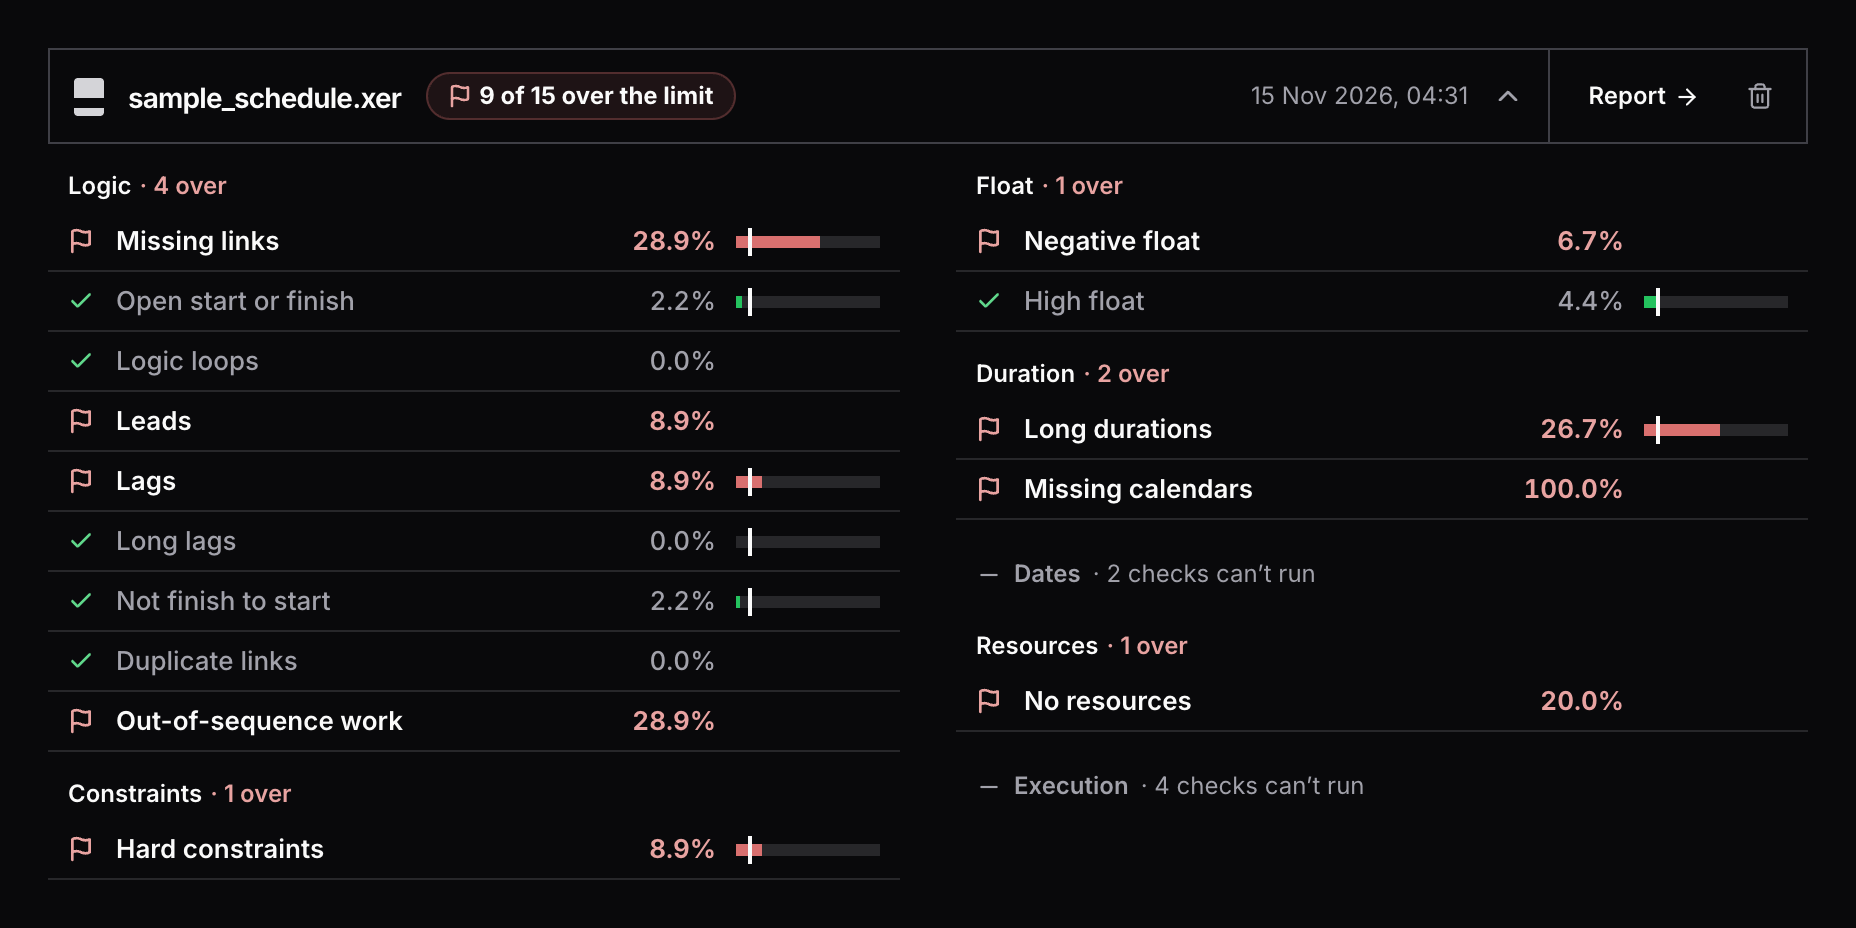 sample_schedule.xer
9 of 15 over the limit
15 Nov 2026, 04:31
Report →
Logic · 4 over
Missing links 28.9%
Open start or finish 2.2%
Logic loops 0.0%
Leads 8.9%
Lags 8.9%
Long lags 0.0%
Not finish to start 2.2%
Duplicate links 0.0%
Out-of-sequence work 28.9%
Constraints · 1 over
Hard constraints 8.9%
Float · 1 over
Negative float 6.7%
High float 4.4%
Duration · 2 over
Long durations 26.7%
Missing calendars 100.0%
— Dates · 2 checks can’t run
Resources · 1 over
No resources 20.0%
— Execution · 4 checks can’t run